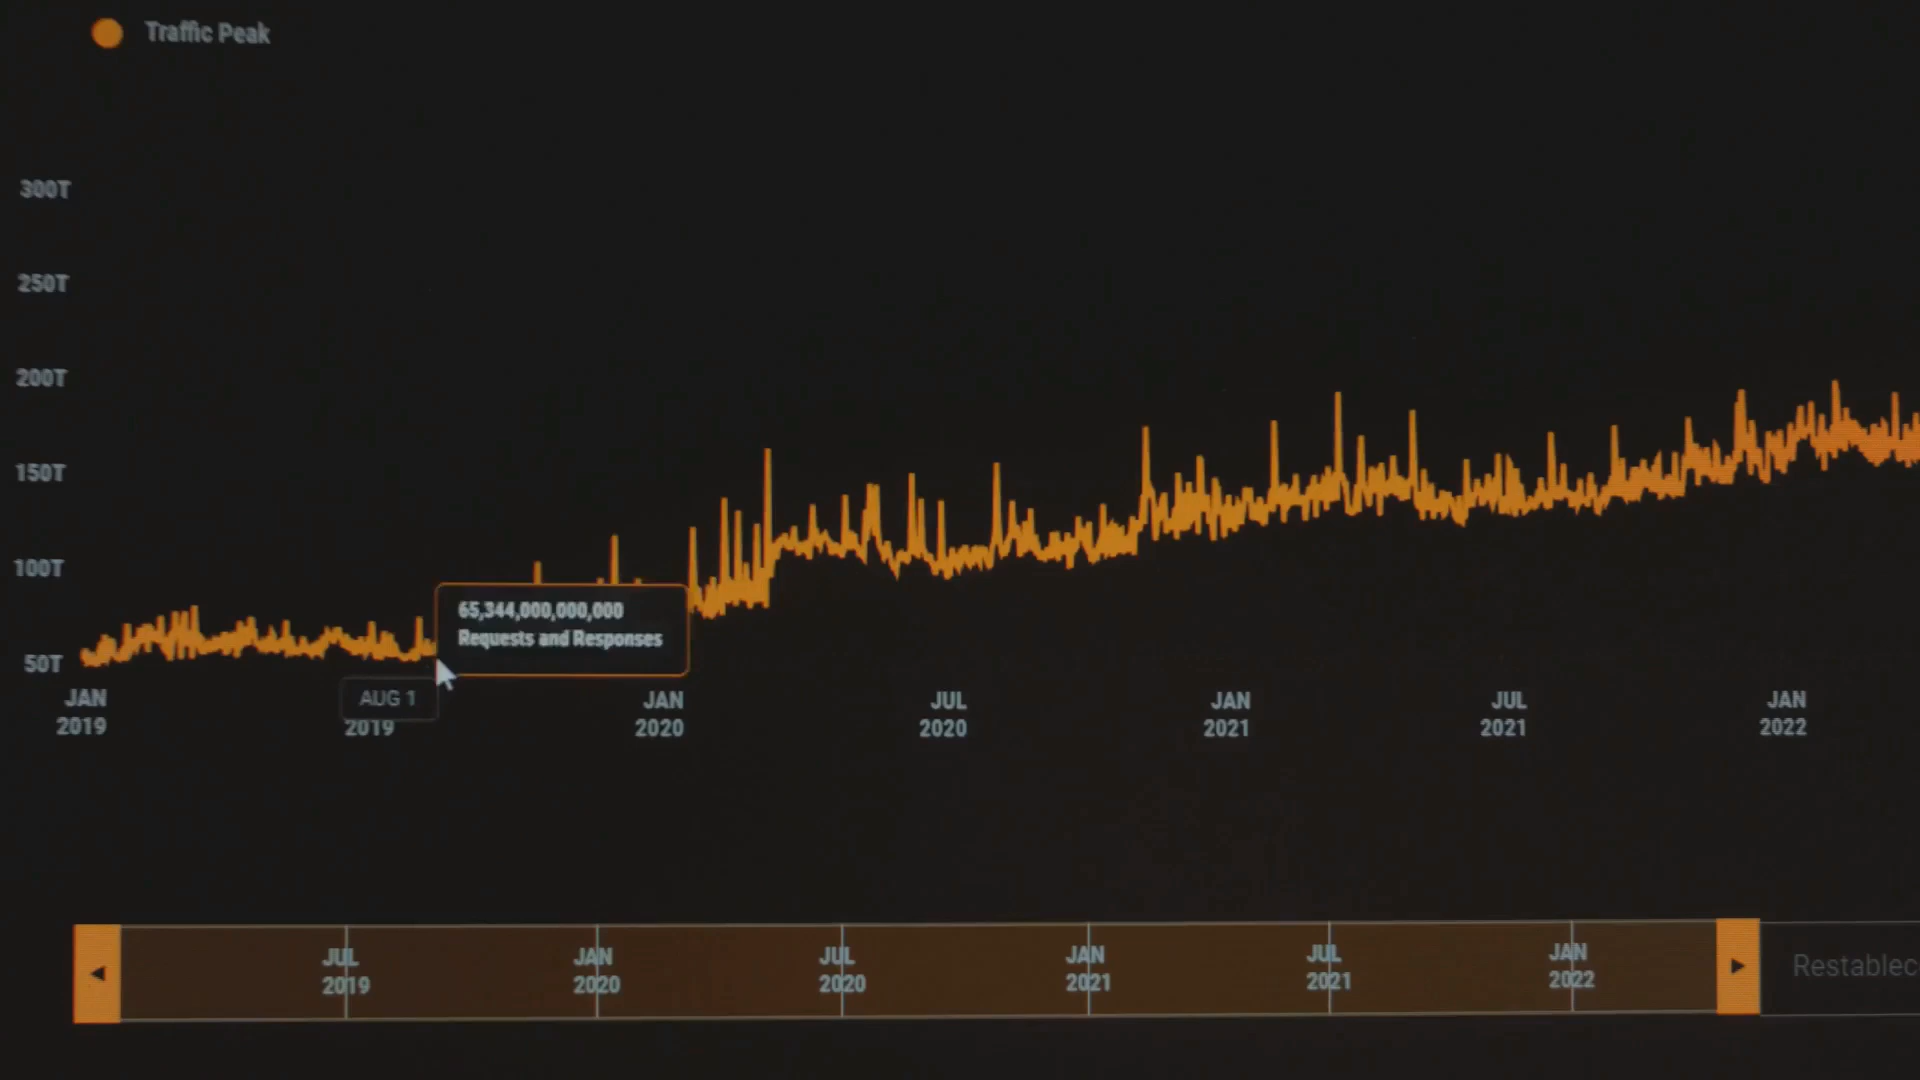 Traffic Peak
300T
250T
200T
150T
100T
50T
65,344,000,000,000
Requests and Responses
AUG 1
JAN
2019
2019
JAN
2020
JUL
2020
JAN
2021
JUL
2021
JAN
2022
JUL
2019
JAN
2020
JUL
2020
JAN
2021
JUL
2021
JAN
2022
Restablec